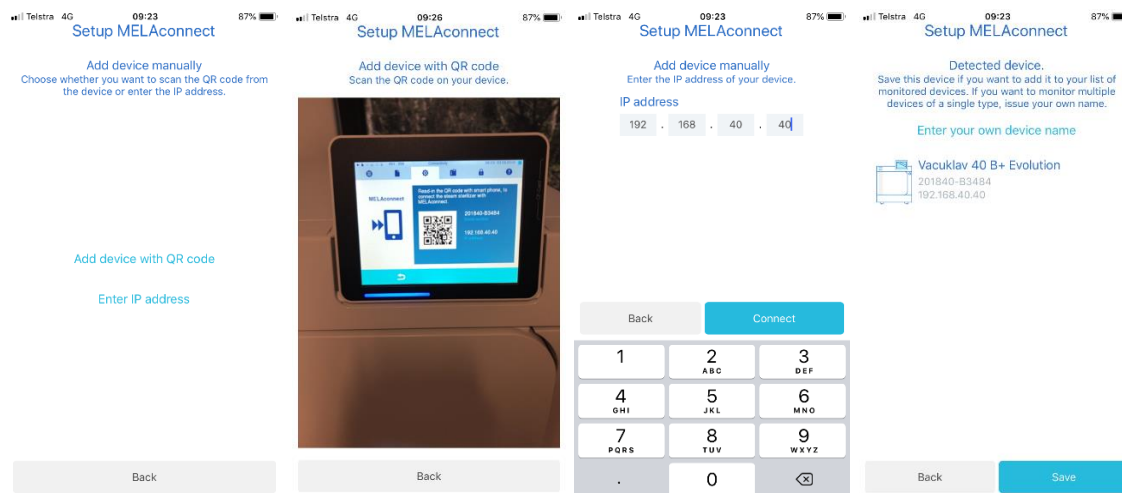 Telstra 4G 09:23 87%
Setup MELAconnect
Add device manually
Choose whether you want to scan the QR code from
the device or enter the IP address.
Add device with QR code
Enter IP address
Back
Telstra 4G 09:26 87%
Setup MELAconnect
Add device with QR code
Scan the QR code on your device.
MELAconnect
Read-in the QR code with smart phone, to
connect the steam sterilizer with
MELAconnect.
201840-B3484
192.168.40.40
Back
Telstra 4G 09:23 87%
Setup MELAconnect
Add device manually
Enter the IP address of your device.
IP address
192 . 168 . 40 . 40
Back
Connect
1
2
ABC
3
DEF
4
GHI
5
JKL
6
MNO
7
PQRS
8
TUV
9
WXYZ
.
0
Telstra 4G 09:23 87%
Setup MELAconnect
Detected device.
Save this device if you want to add it to your list of
monitored devices. If you want to monitor multiple
devices of a single type, issue your own name.
Enter your own device name
Vacuklav 40 B+ Evolution
201840-B3484
192.168.40.40
Back
Save